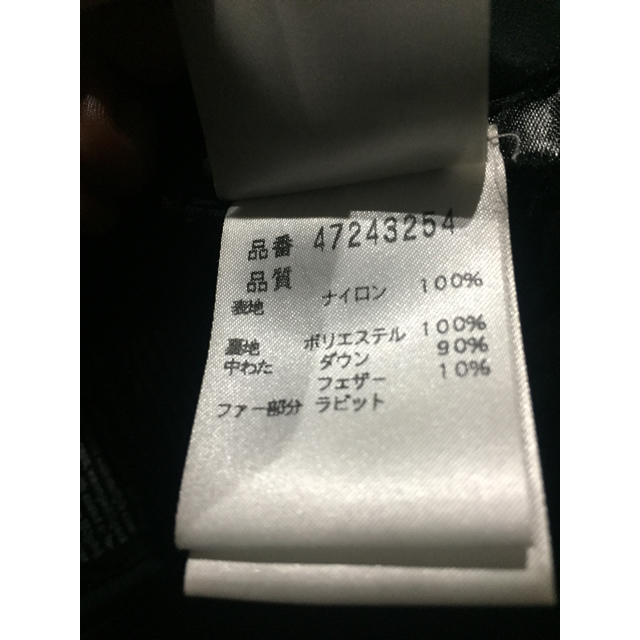 品番 47243254
品質
表地 ナイロン 100%
裏地 ポリエステル 100%
中わた ダウン 90%
フェザー 10%
ファー部分 ラビット